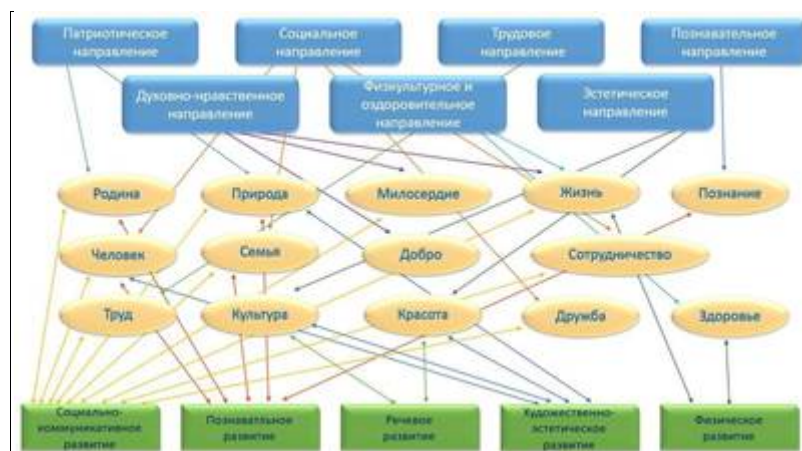 Патриотическое
направление
Социальное
направление
Трудовое
направление
Познавательное
направление
Духовно-нравственное
направление
Физкультурное и
оздоровительное
направление
Эстетическое
направление
Родина
Природа
Милосердие
Жизнь
Познание
Человек
Семья
Добро
Сотрудничество
Труд
Культура
Красота
Дружба
Здоровье
Социально-
коммуникативное
развитие
Познавательное
развитие
Речевое
развитие
Художественно-
эстетическое
развитие
Физическое
развитие